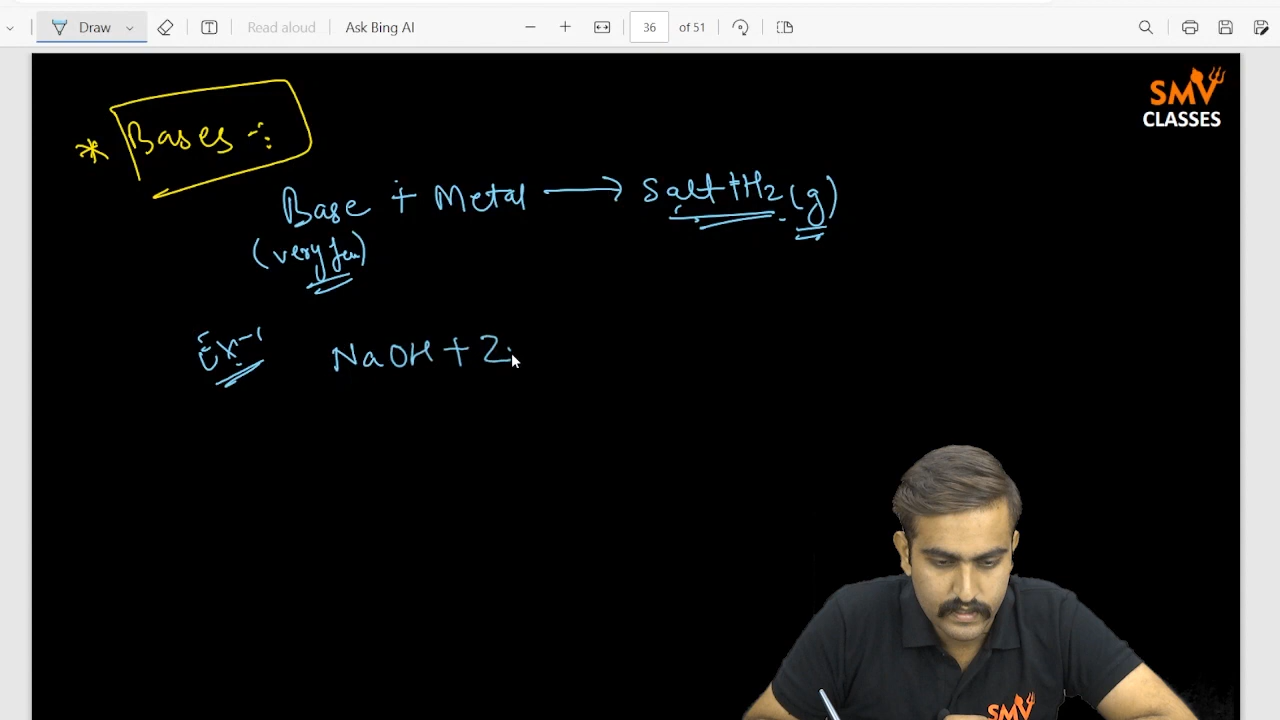 Draw
Read aloud
Ask Bing AI
36 of 51
SMV
CLASSES
* Bases -:
Base + Metal → Salt + H2 (g)
(very few)
Ex-1 NaOH + Z
SMV